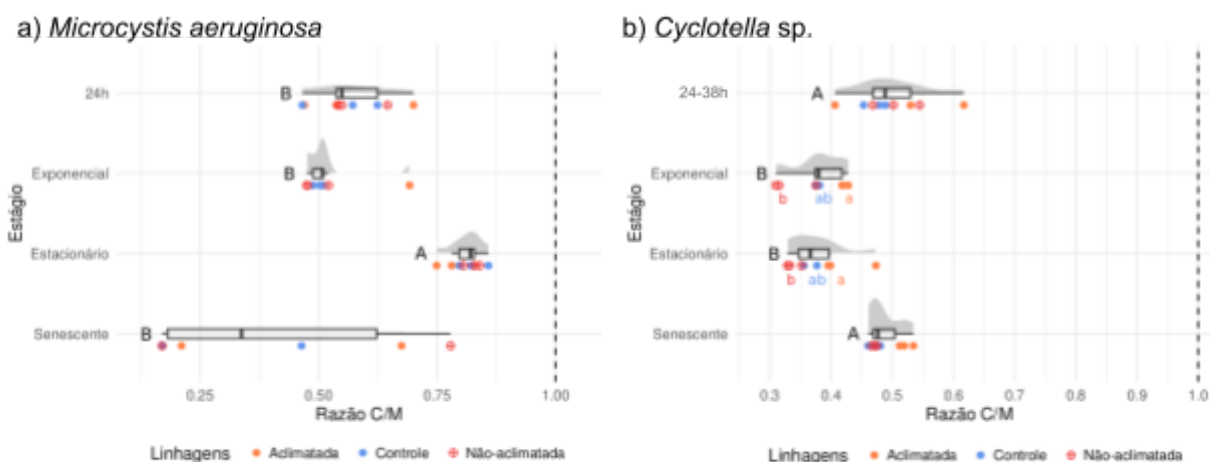 a) Microcystis aeruginosa
b) Cyclotella sp.
Estágio
24h
B
Exponencial
B
Estacionário
A
Senescente
B
0.25 0.50 0.75 1.00
Razão C/M
Linhagens Aclimatada Controle Não-aclimatada
Estágio
24-38h
A
Exponencial
B
b ab a
Estacionário
B
b ab a
Senescente
A
0.3 0.4 0.5 0.6 0.7 0.8 0.9 1.0
Razão C/M
Linhagens Aclimatada Controle Não-aclimatada